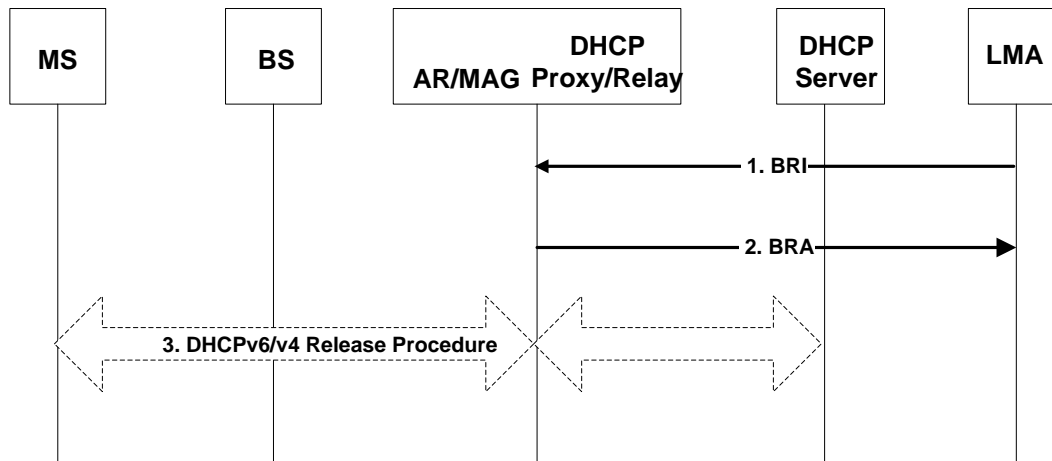 MS
BS
AR/MAG
DHCP
Proxy/Relay
DHCP
Server
LMA
1. BRI
2. BRA
3. DHCPv6/v4 Release Procedure